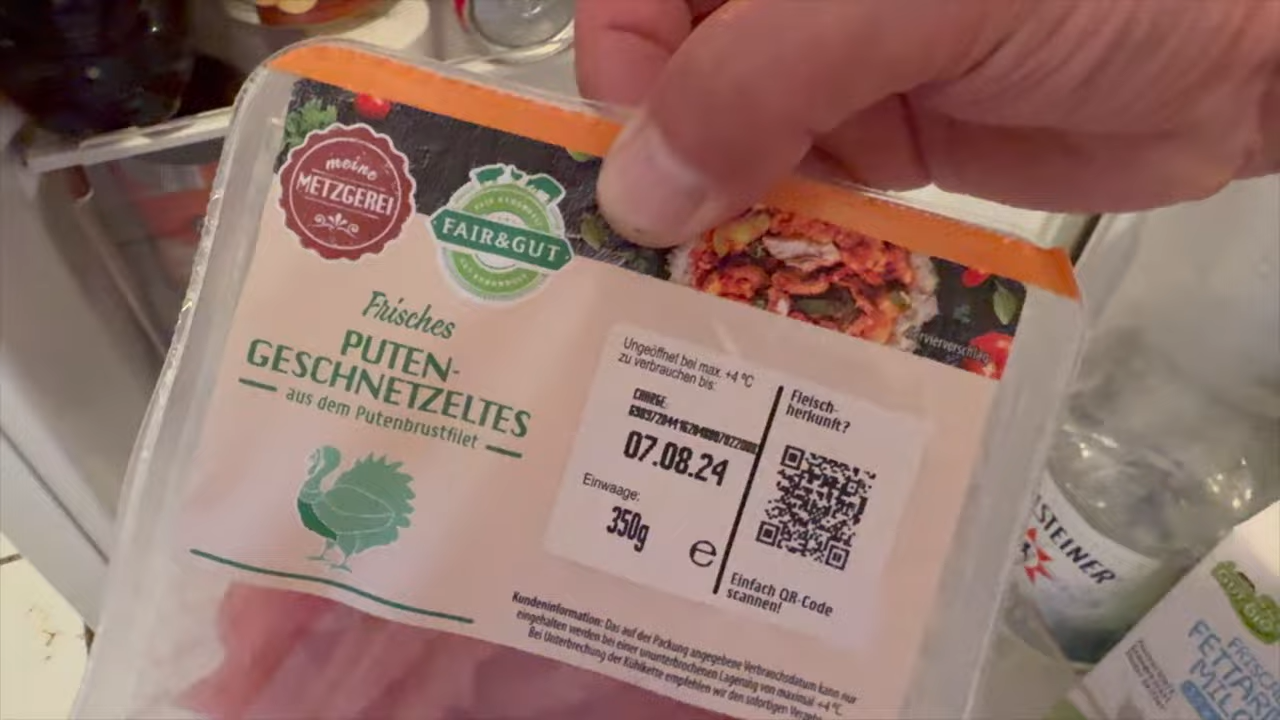 meine
METZGEREI
FAIR&GUT
Frisches
PUTEN-
GESCHNETZELTES
aus dem Putenbrustfilet
Serviervorschlag
Ungeöffnet bei max. +4 °C
zu verbrauchen bis:
CHARGE:
07.08.24
Einwaage:
350g
e
Fleisch-
herkunft?
Einfach QR-Code
scannen!
Kundeninformation: Das auf der Packung angegebene Verbrauchsdatum kann nur
eingehalten werden bei einer ununterbrochenen Lagerung von maximal +4 °C.
Bei Unterbrechung der Kühlkette empfehlen wir den sofortigen
STEINER
FETTAR
MILC